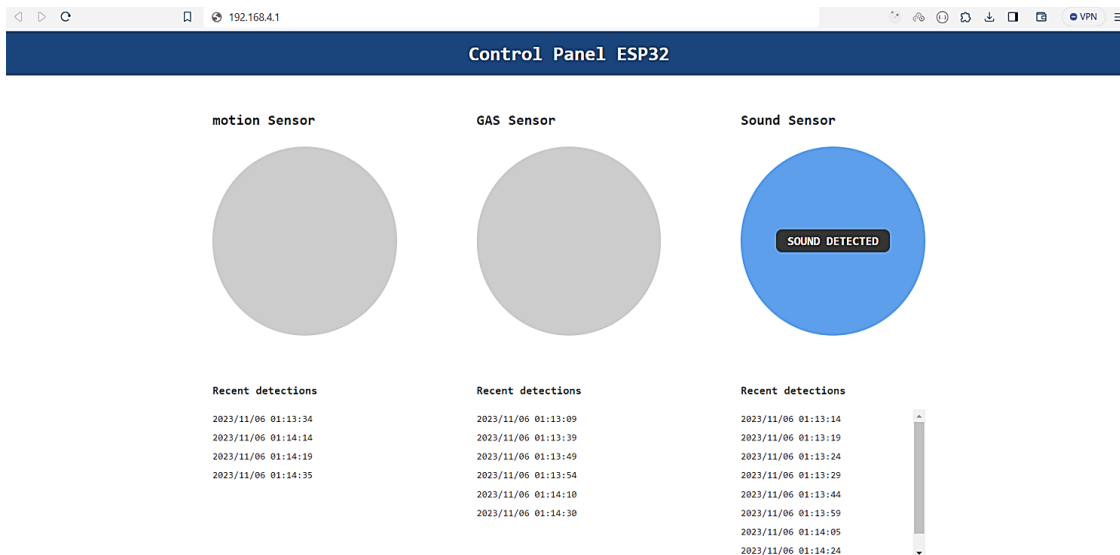 192.168.4.1
VPN
Control Panel ESP32
motion Sensor
GAS Sensor
Sound Sensor
SOUND DETECTED
Recent detections
2023/11/06 01:13:34
2023/11/06 01:14:14
2023/11/06 01:14:19
2023/11/06 01:14:35
Recent detections
2023/11/06 01:13:09
2023/11/06 01:13:39
2023/11/06 01:13:49
2023/11/06 01:13:54
2023/11/06 01:14:10
2023/11/06 01:14:30
Recent detections
2023/11/06 01:13:14
2023/11/06 01:13:19
2023/11/06 01:13:24
2023/11/06 01:13:29
2023/11/06 01:13:44
2023/11/06 01:13:59
2023/11/06 01:14:05
2023/11/06 01:14:24